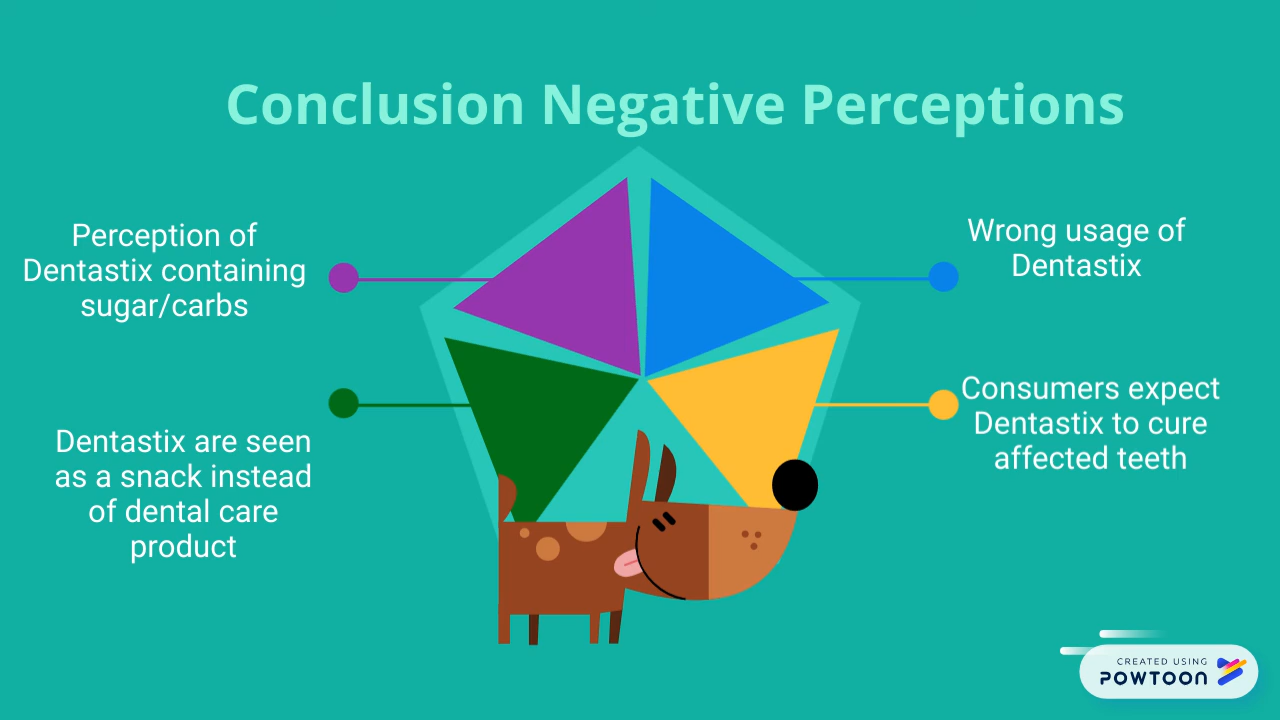 Conclusion Negative Perceptions
Perception of
Dentastix containing
sugar/carbs
Wrong usage of
Dentastix
Dentastix are seen
as a snack instead
of dental care
product
Consumers expect
Dentastix to cure
affected teeth
CREATED USING
POWTOON